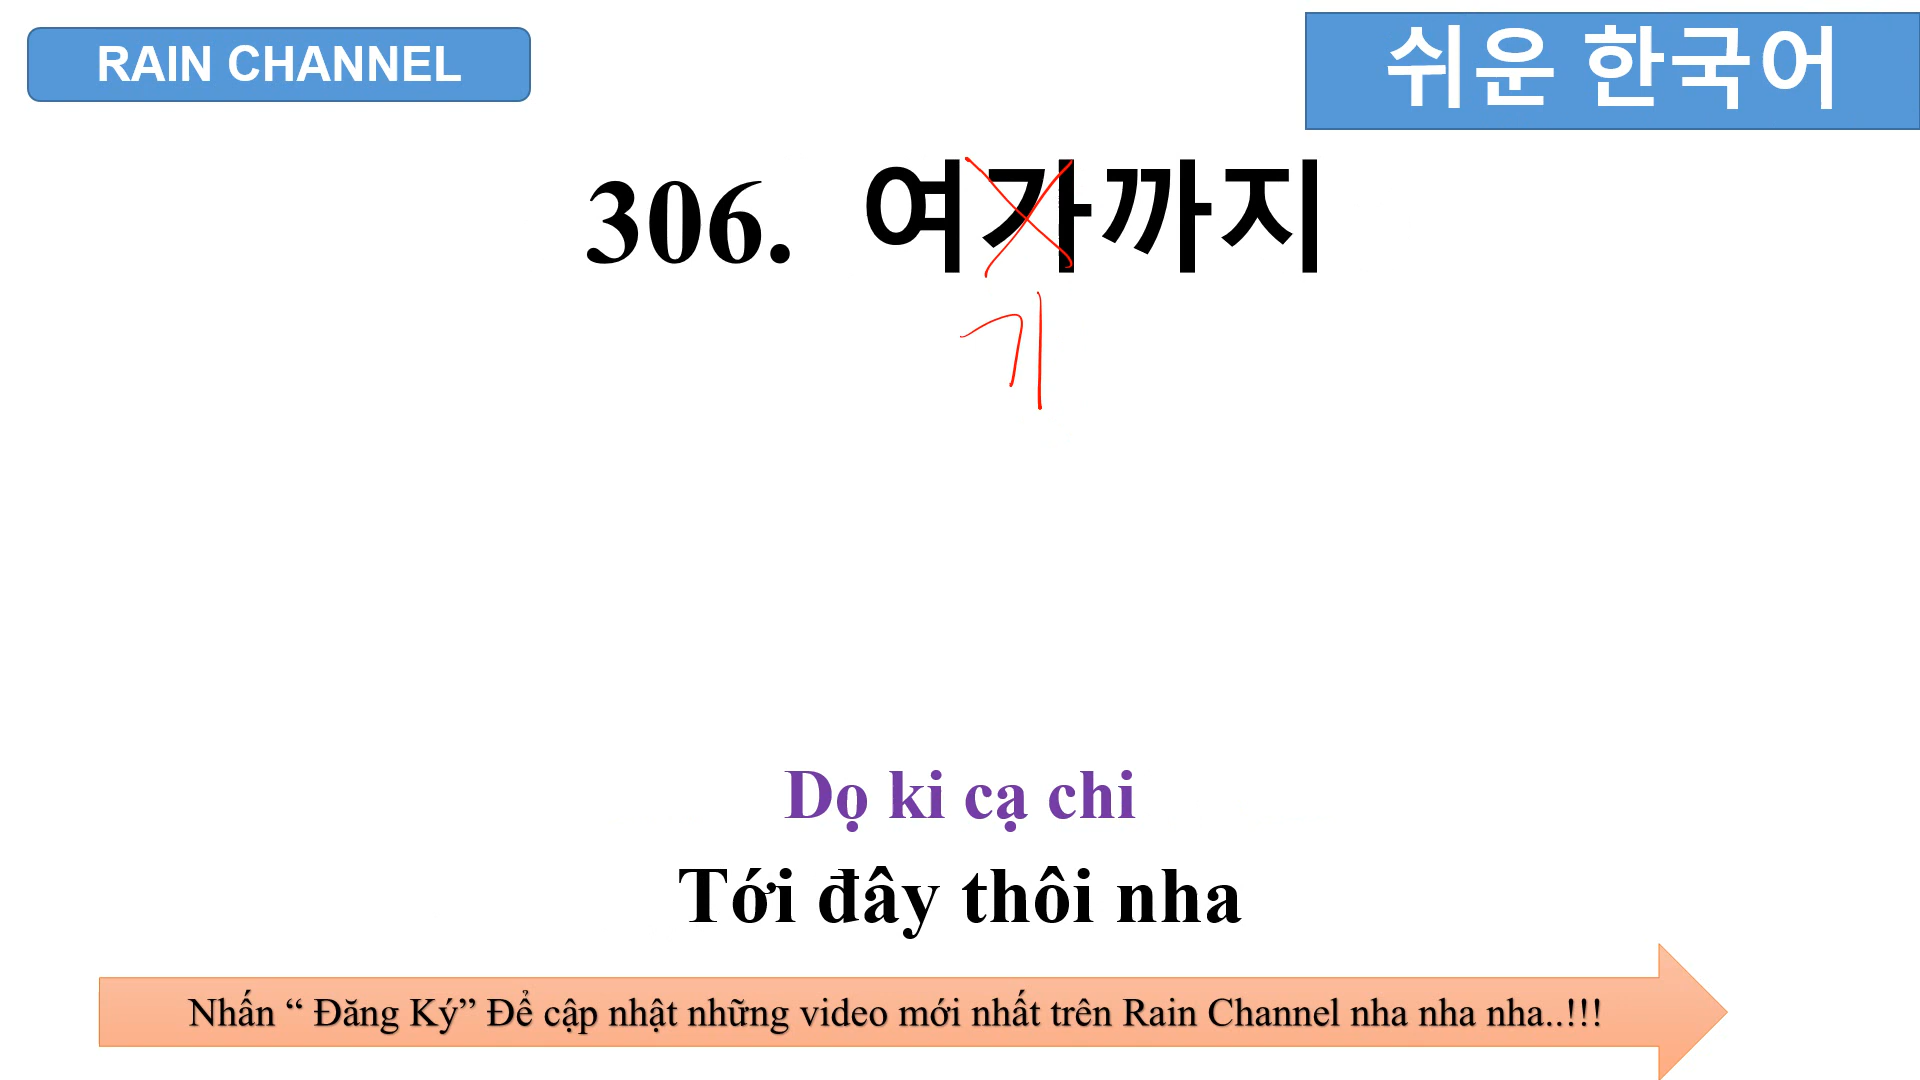 RAIN CHANNEL
쉬운 한국어
306. 여가까지
기
Dọ ki cạ chi
Tới đây thôi nha
Nhấn “ Đăng Ký” Để cập nhật những video mới nhất trên Rain Channel nha nha nha..!!!